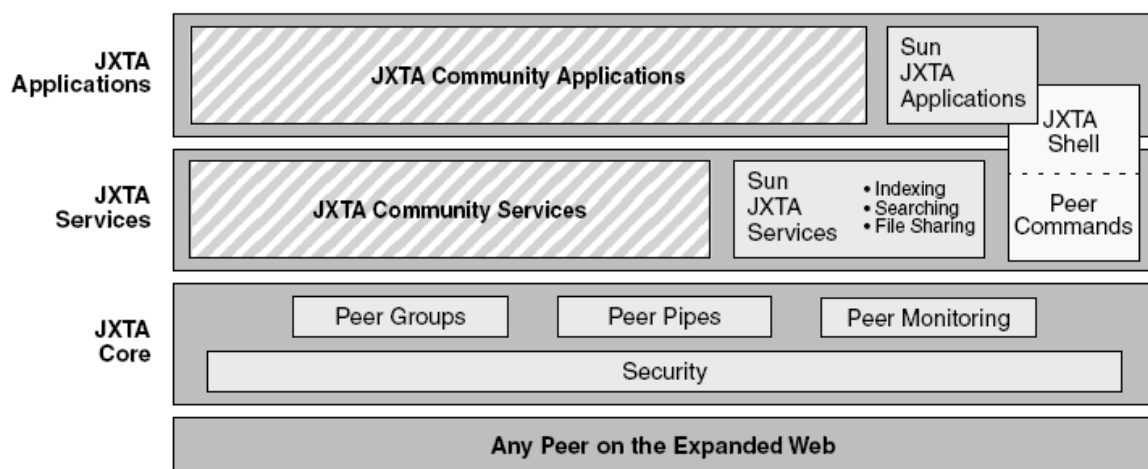 JXTA
Applications
JXTA Community Applications
Sun
JXTA
Applications
JXTA
Shell
Peer
Commands
JXTA
Services
JXTA Community Services
Sun
JXTA
Services
• Indexing
• Searching
• File Sharing
JXTA
Core
Peer Groups
Peer Pipes
Peer Monitoring
Security
Any Peer on the Expanded Web